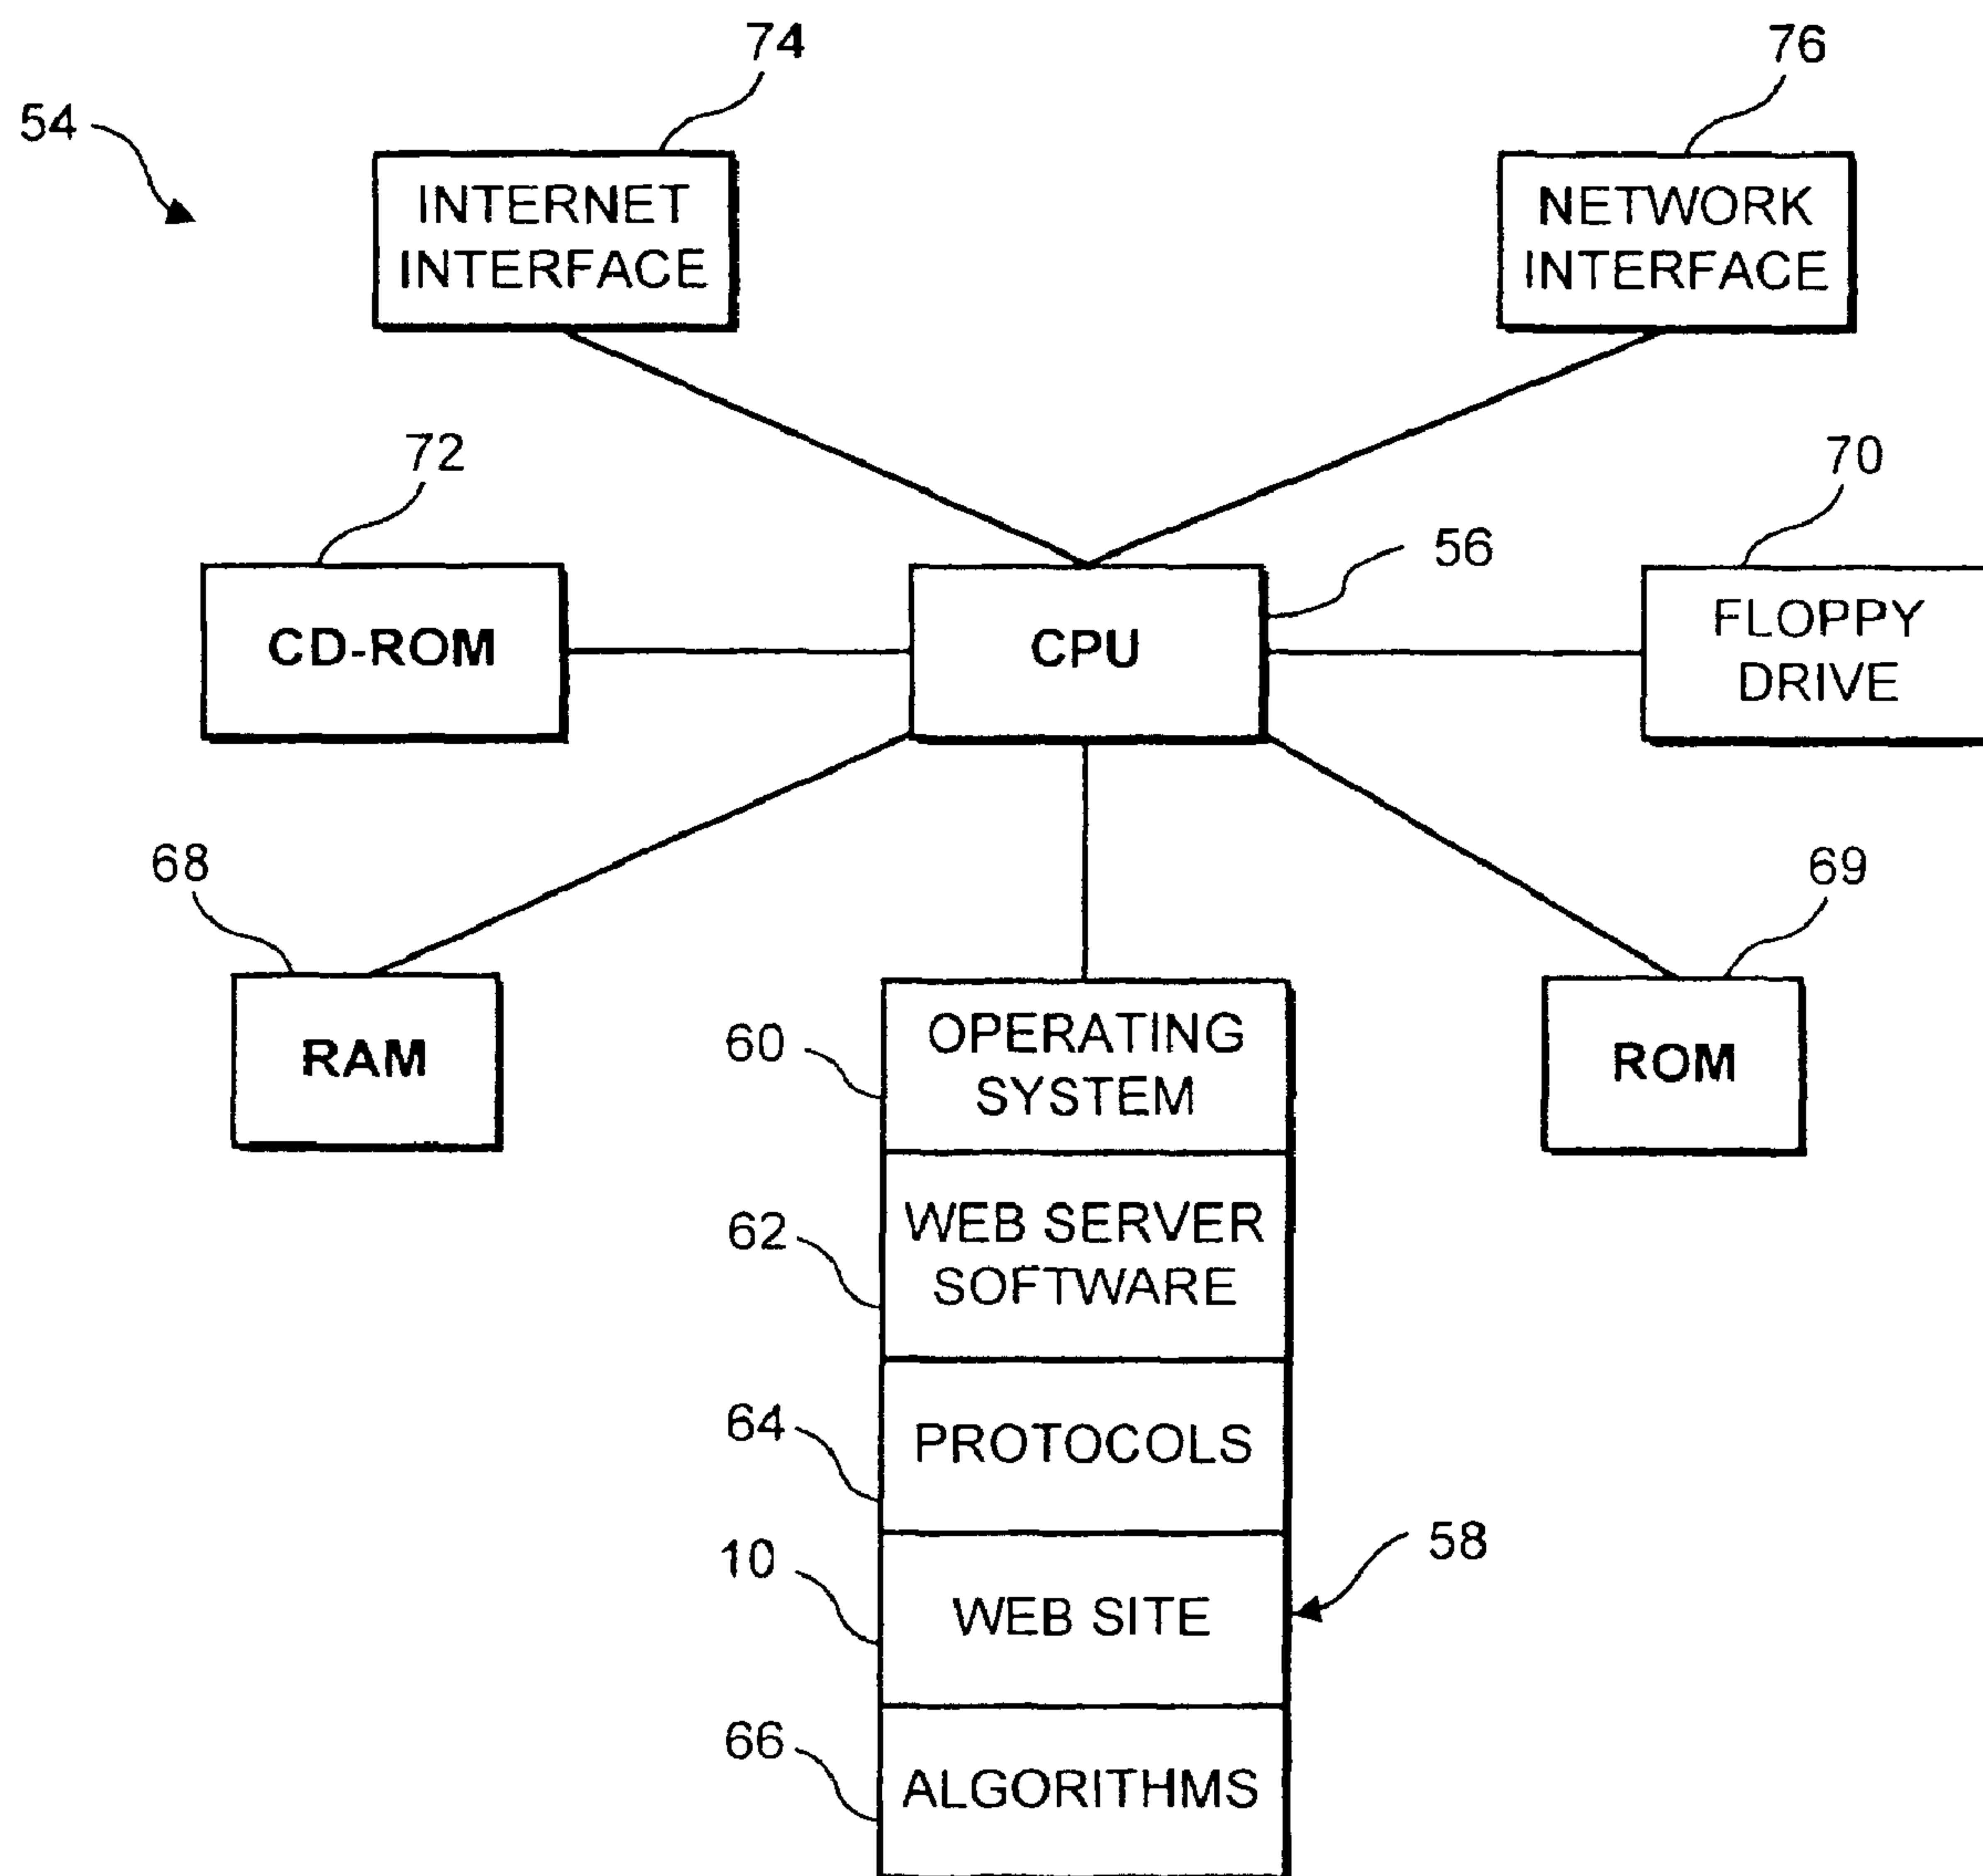 74
76
54
INTERNET
INTERFACE
NETWORK
INTERFACE
72
70
56
CD-ROM
CPU
FLOPPY
DRIVE
68
69
RAM
60
OPERATING
SYSTEM
ROM
62
WEB SERVER
SOFTWARE
64
PROTOCOLS
10
WEB SITE
58
66
ALGORITHMS